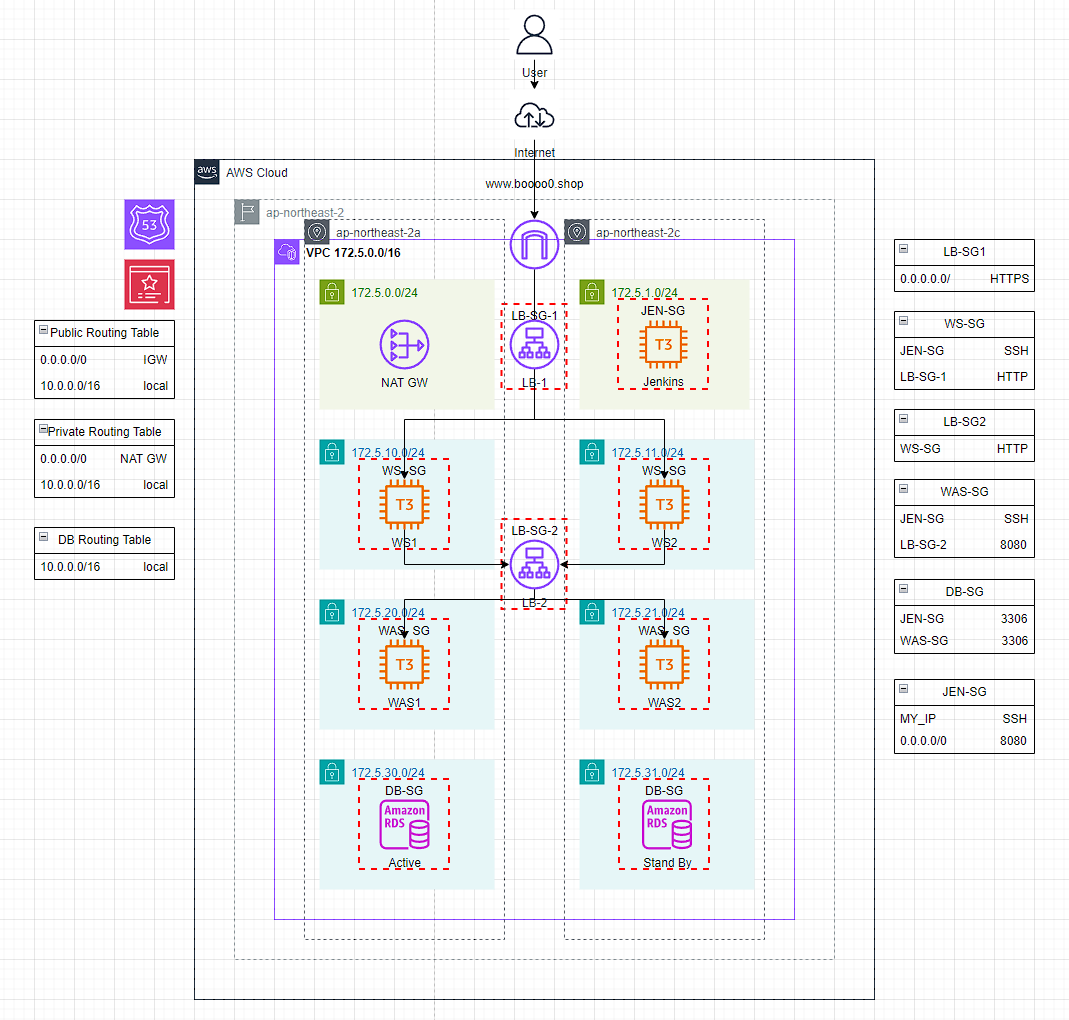 User
Internet
aws
AWS Cloud
www.boooo0.shop
53
ap-northeast-2
ap-northeast-2a
ap-northeast-2c
VPC 172.5.0.0/16
172.5.0.0/24
NAT GW
LB-SG-1
LB-1
172.5.1.0/24
JEN-SG
T3
Jenkins
172.5.10.0/24
WS-SG
T3
WS1
172.5.11.0/24
WS-SG
T3
WS2
LB-SG-2
LB-2
172.5.20.0/24
WAS-SG
T3
WAS1
172.5.21.0/24
WAS-SG
T3
WAS2
172.5.30.0/24
DB-SG
Amazon
RDS
Active
172.5.31.0/24
DB-SG
Amazon
RDS
Stand By
Public Routing Table
0.0.0.0/0 IGW
10.0.0.0/16 local
Private Routing Table
0.0.0.0/0 NAT GW
10.0.0.0/16 local
DB Routing Table
10.0.0.0/16 local
LB-SG1
0.0.0.0.0/ HTTPS
WS-SG
JEN-SG SSH
LB-SG-1 HTTP
LB-SG2
WS-SG HTTP
WAS-SG
JEN-SG SSH
LB-SG-2 8080
DB-SG
JEN-SG 3306
WAS-SG 3306
JEN-SG
MY_IP SSH
0.0.0.0/0 8080